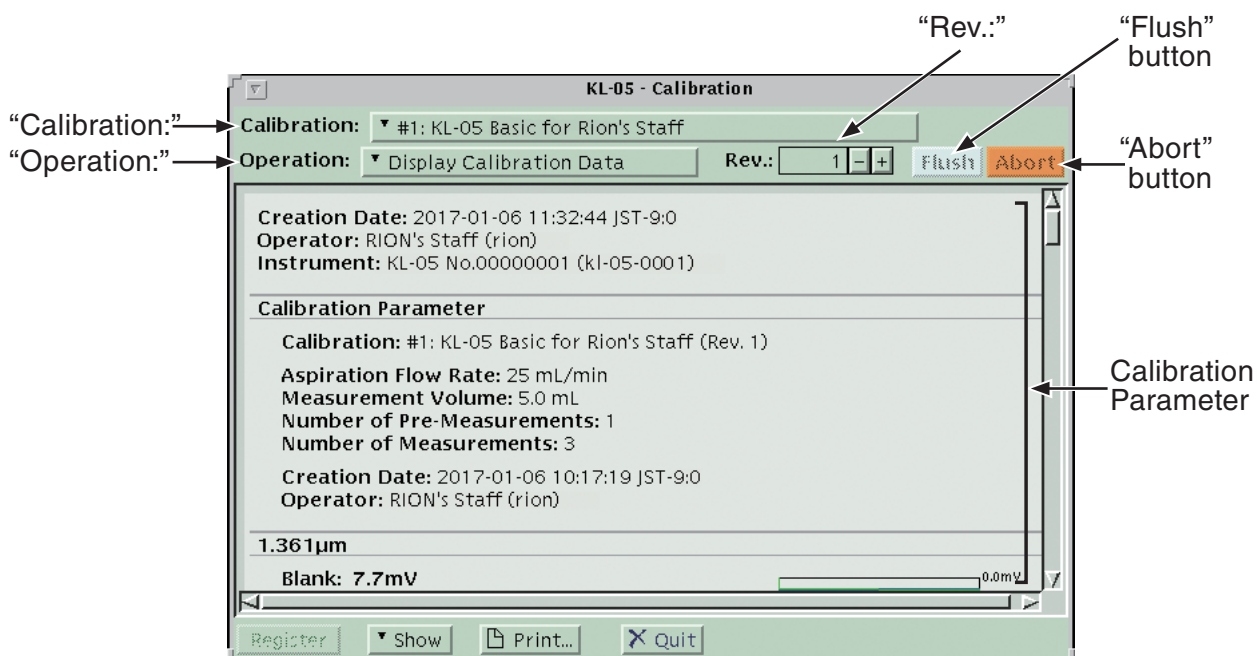 “Rev.:”
“Flush”
button
KL-05 - Calibration
“Calibration:”
Calibration: #1: KL-05 Basic for Rion's Staff
“Operation:”
Operation: Display Calibration Data Rev.: 1 - + Flush Abort
“Abort”
button
Creation Date: 2017-01-06 11:32:44 JST-9:0
Operator: RION's Staff (rion)
Instrument: KL-05 No.00000001 (kl-05-0001)
Calibration Parameter
Calibration: #1: KL-05 Basic for Rion's Staff (Rev. 1)
Aspiration Flow Rate: 25 mL/min
Measurement Volume: 5.0 mL
Number of Pre-Measurements: 1
Number of Measurements: 3
Creation Date: 2017-01-06 10:17:19 JST-9:0
Operator: RION's Staff (rion)
Calibration
Parameter
1.361µm
Blank: 7.7mV 0.0mV
Register Show Print... Quit